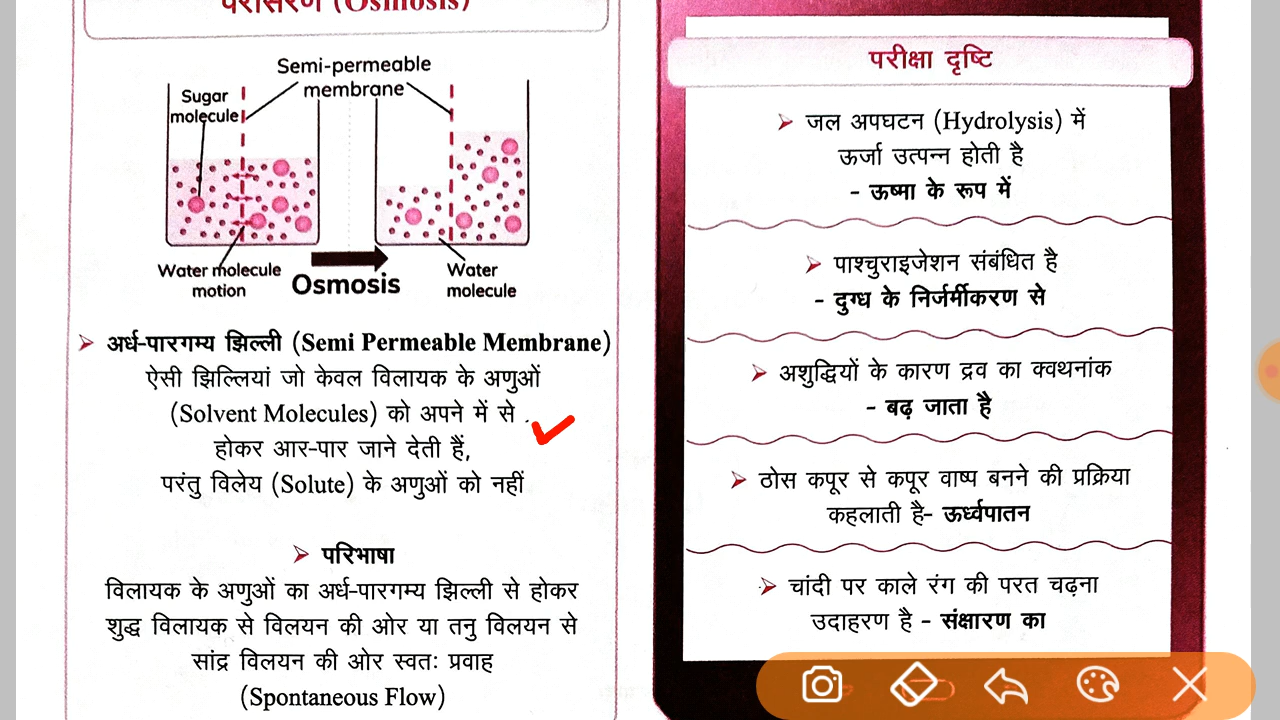 परासरण (Osmosis)
Semi-permeable
membrane
Sugar
molecule
Water molecule
motion
Osmosis
Water
molecule
➤ अर्ध-पारगम्य झिल्ली (Semi Permeable Membrane)
ऐसी झिल्लियां जो केवल विलायक के अणुओं
(Solvent Molecules) को अपने में से
होकर आर-पार जाने देती हैं,
परंतु विलेय (Solute) के अणुओं को नहीं
➤ परिभाषा
विलायक के अणुओं का अर्ध-पारगम्य झिल्ली से होकर
शुद्ध विलायक से विलयन की ओर या तनु विलयन से
सांद्र विलयन की ओर स्वतः प्रवाह
(Spontaneous Flow)
परीक्षा दृष्टि
➤ जल अपघटन (Hydrolysis) में
ऊर्जा उत्पन्न होती है
- ऊष्मा के रूप में
➤ पाश्चुराइजेशन संबंधित है
- दुग्ध के निर्जर्मीकरण से
➤ अशुद्धियों के कारण द्रव का क्वथनांक
- बढ़ जाता है
➤ ठोस कपूर से कपूर वाष्प बनने की प्रक्रिया
कहलाती है- ऊर्ध्वपातन
➤ चांदी पर काले रंग की परत चढ़ना
उदाहरण है - संक्षारण का